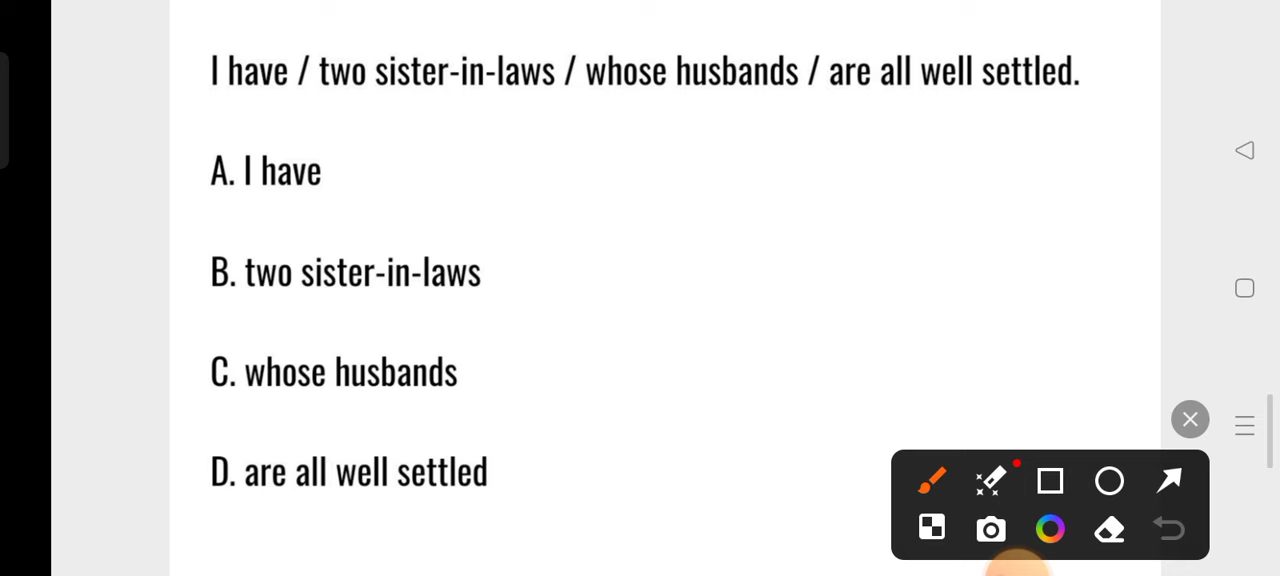 I have / two sister-in-laws / whose husbands / are all well settled.
A. I have
B. two sister-in-laws
C. whose husbands
D. are all well settled